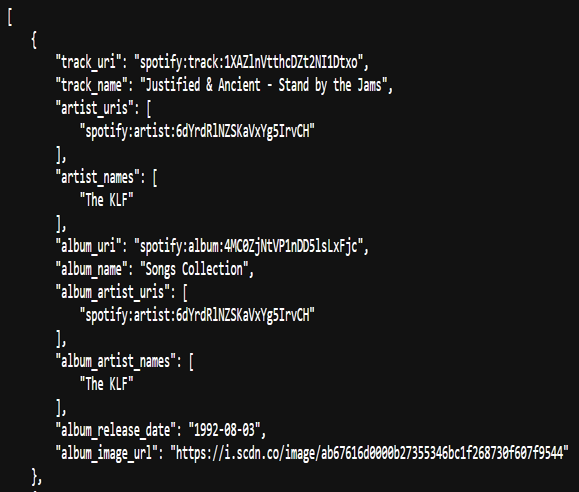 [
{
"track_uri": "spotify:track:1XAZlnVtthcDZt2NI1Dtxo",
"track_name": "Justified & Ancient - Stand by the Jams",
"artist_uris": [
"spotify:artist:6dYrdRlNZSKaVxYg5IrvCH"
],
"artist_names": [
"The KLF"
],
"album_uri": "spotify:album:4MC0ZjNtVP1nDD5lsLxFjc",
"album_name": "Songs Collection",
"album_artist_uris": [
"spotify:artist:6dYrdRlNZSKaVxYg5IrvCH"
],
"album_artist_names": [
"The KLF"
],
"album_release_date": "1992-08-03",
"album_image_url": "https://i.scdn.co/image/ab67616d0000b27355346bc1f268730f607f9544"
},